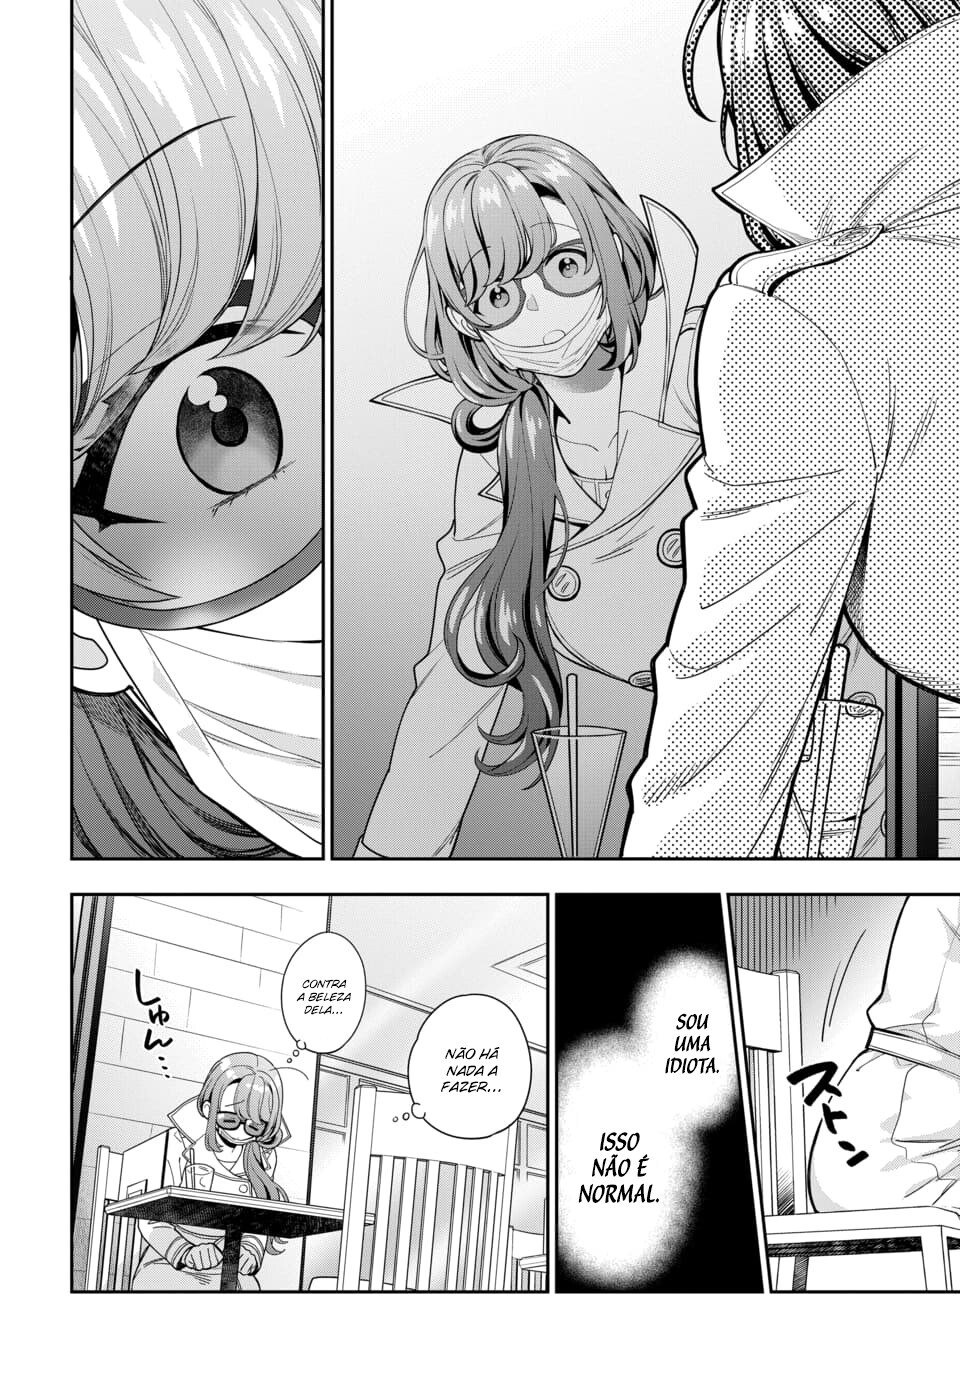 ストン
SOU
UMA
IDIOTA.
ISSO
NÃO É
NORMAL.
NÃO HÁ
NADA A
FAZER...
CONTRA
A BELEZA
DELA...
しゅん…